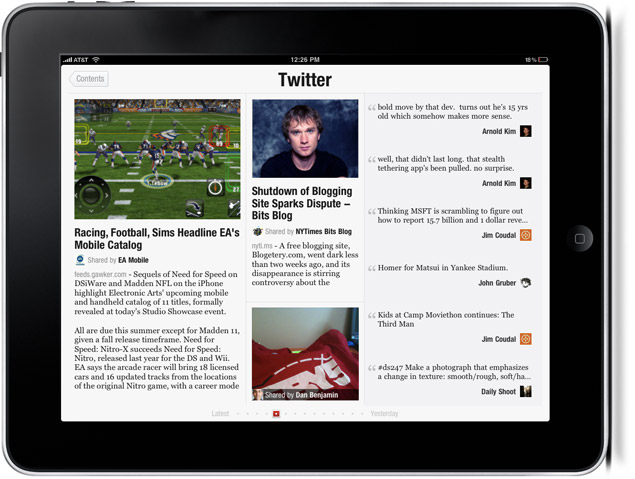 AT&T
12:26 PM
18%
Contents
Twitter
Racing, Football, Sims Headline EA's
Mobile Catalog
Shared by EA Mobile
feeds.gawker.com - Sequels of Need for Speed on
DSiWare and Madden NFL on the iPhone
highlight Electronic Arts' upcoming mobile
and handheld catalog of 11 titles, formally
revealed at today's Studio Showcase event.
All are due this summer except for Madden 11,
given a fall release timeframe. Need for
Speed: Nitro-X succeeds Need for Speed:
Nitro, released last year for the DS and Wii.
EA says the arcade racer will bring 18 licensed
cars and 16 updated tracks from the locations
of the original Nitro game, with a career mode
Shutdown of Blogging
Site Sparks Dispute –
Bits Blog
Shared by NYTimes Bits Blog
nyti.ms - A free blogging site,
Blogetery.com, went dark less
than two weeks ago, and its
disappearance is stirring
controversy about the
Shared by Dan Benjamin
bold move by that dev. turns out he's 15 yrs
old which somehow makes more sense.
Arnold Kim
well, that didn't last long. that stealth
tethering app's been pulled. no surprise.
Arnold Kim
Thinking MSFT is scrambling to figure out
how to report 15.7 billion and 1 dollar reve...
Jim Coudal
Homer for Matsui in Yankee Stadium.
John Gruber
Kids at Camp Moviethon continues: The
Third Man
Jim Coudal
#ds247 Make a photograph that emphasizes
a change in texture: smooth/rough, soft/ha...
Daily Shoot
Latest
Yesterday